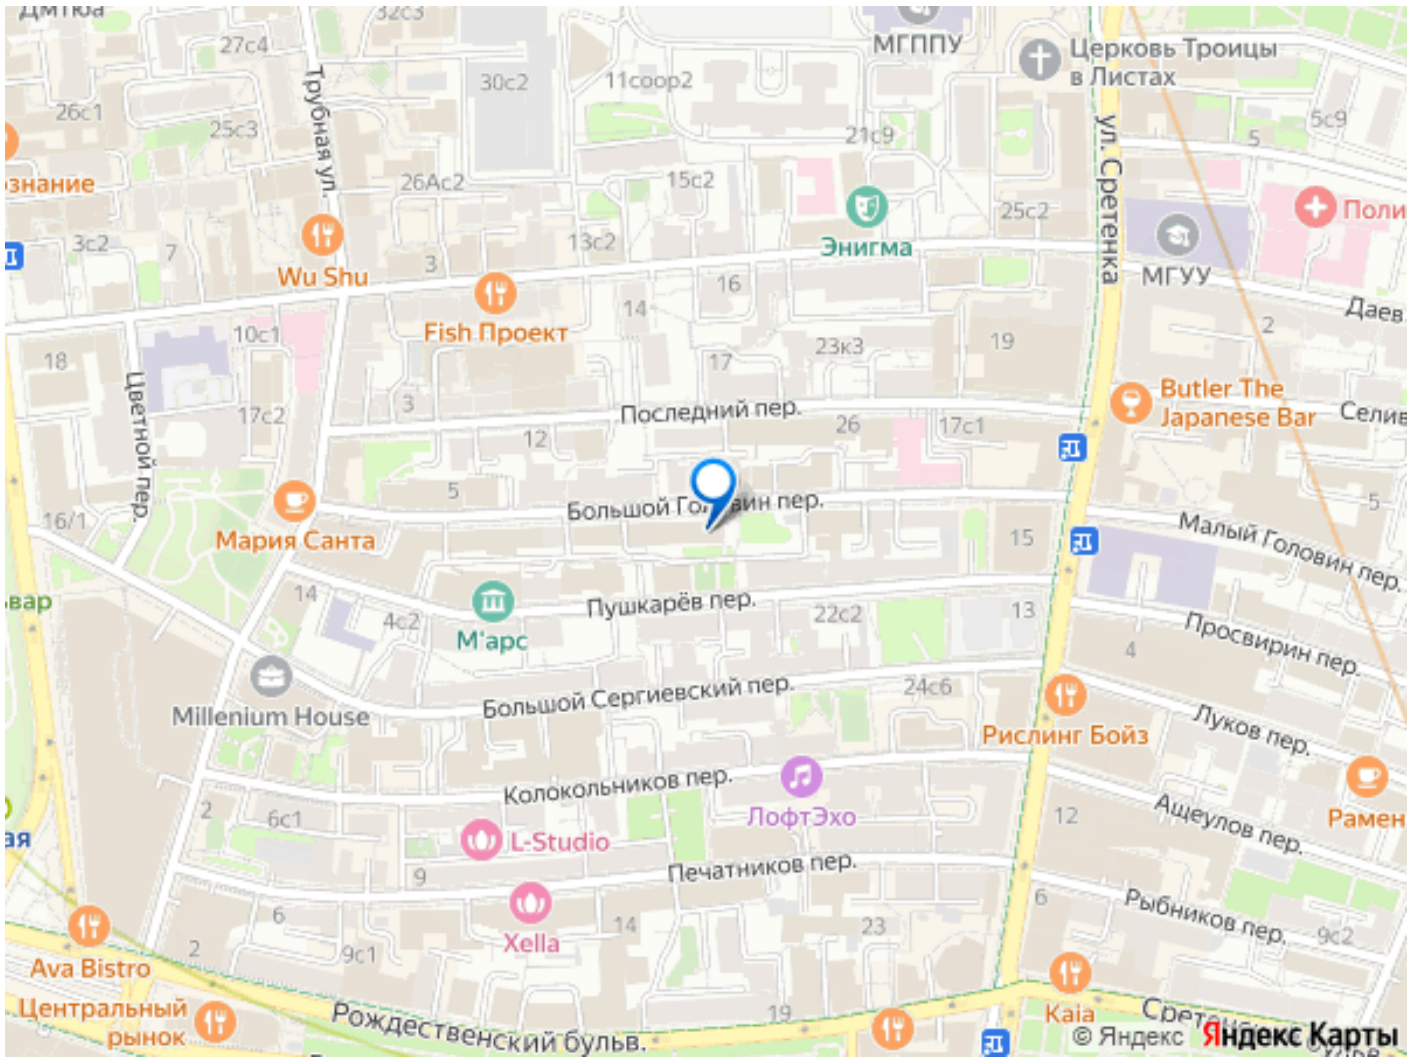 32с3
27с4
МГППУ
Церковь Троицы
в Листах
30с2
11соор2
Трубная ул.
26с1
25с3
ул. Сретенка
5с9
5
21с9
26Ас2
15с2
25с2
Поли
3с2
7
Wu Shu
3
13с2
Энигма
МГУУ
16
14
Fish Проект
Даев
2
10с1
18
17
23к3
19
Цветной пер.
Butler The
Japanese Bar
17с2
3
Последний пер.
26
17с1
Селив
12
5
Большой Головин пер.
5
16/1
Мария Санта
15
Малый Головин пер.
14
4с2
М'арс
Пушкарёв пер.
22с2
13
Просвирин пер.
4
Millenium House
Большой Сергиевский пер.
24с6
Рислинг Бойз
Луков пер.
Колокольников пер.
ЛофтЭхо
Ащеулов пер.
Рамен
2
6с1
12
L-Studio
9
Печатников пер.
6
Рыбников пер.
9с2
6
Xella
14
23
2
9с1
Ava Bistro
Центральный
рынок
Рождественский бульв.
19
Kaia
© Яндекс
Яндекс Карты